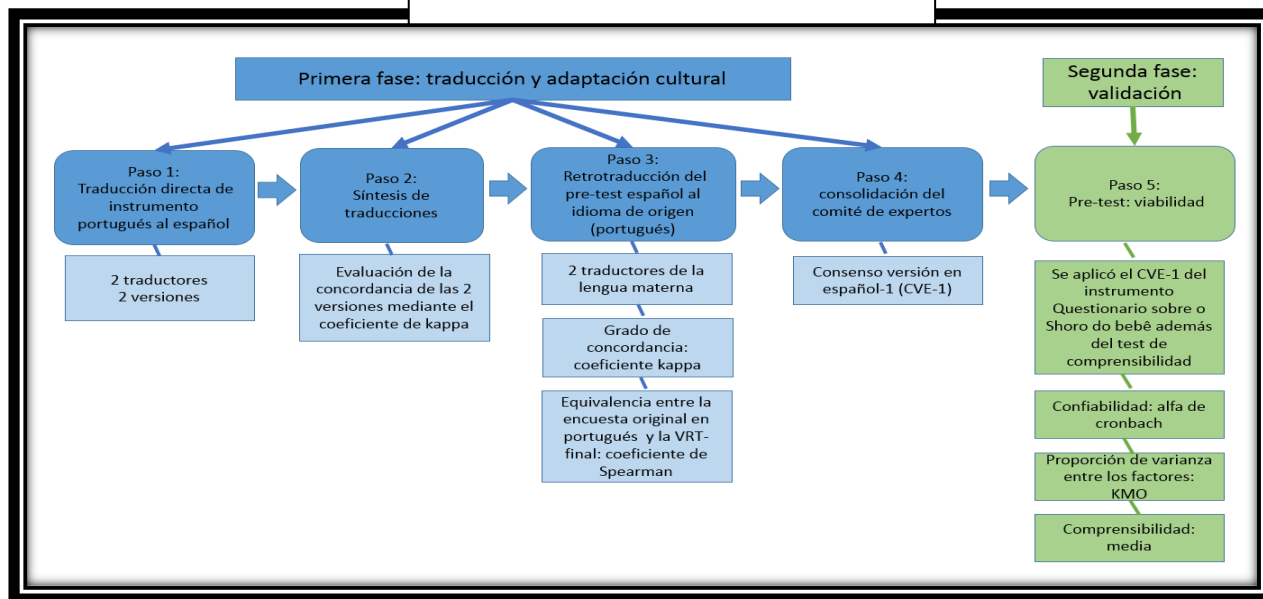 Primera fase: traducción y adaptación cultural
Segunda fase:
validación
Paso 1:
Traducción directa de
instrumento
portugués al español
2 traductores
2 versiones
Paso 2:
Síntesis de
traducciones
Evaluación de la
concordancia de las 2
versiones mediante el
coeficiente de kappa
Paso 3:
Retrotraducción del
pre-test español al
idioma de origen
(portugués)
2 traductores de la
lengua materna
Grado de
concordancia:
coeficiente kappa
Equivalencia entre la
encuesta original en
portugués y la VRT-
final: coeficiente de
Spearman
Paso 4:
consolidación del
comité de expertos
Consenso versión en
español-1 (CVE-1)
Paso 5:
Pre-test: viabilidad
Se aplicó el CVE-1 del
instrumento
Questionario sobre o
Shoro do bebê además
del test de
comprensibilidad
Confiabilidad: alfa de
cronbach
Proporción de varianza
entre los factores:
KMO
Comprensibilidad:
media